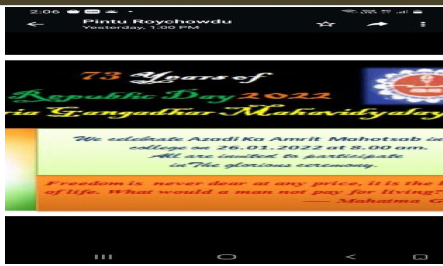 2:06
Pintu Roychowdu
Yesterday, 1:00 PM
73 Years of
Republic Day 2022
ria Gangadhar Mahavidyalay
We celebrate Azadi Ka Amrit Mohotsab in
college on 26.01.2022 at 8.00 am.
All are invited to participate
in The glorious ceremony.
Freedom is never dear at any price, it is the b
of life. What would a man not pay for living?
— Mahatma G